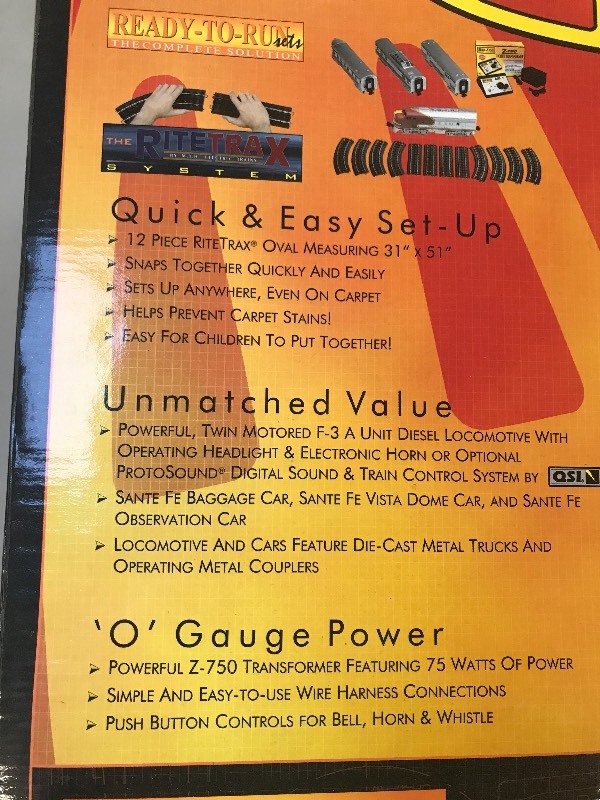 READY-TO-RUN sets
THE COMPLETE SOLUTION
THE RITETRAX
SYSTEM
Quick & Easy Set-Up
➢ 12 PIECE RITETRAX® OVAL MEASURING 31" X 51"
➢ SNAPS TOGETHER QUICKLY AND EASILY
➢ SETS UP ANYWHERE, EVEN ON CARPET
➢ HELPS PREVENT CARPET STAINS!
➢ EASY FOR CHILDREN TO PUT TOGETHER!
Unmatched Value
➢ POWERFUL, TWIN MOTORED F-3 A UNIT DIESEL LOCOMOTIVE WITH
OPERATING HEADLIGHT & ELECTRONIC HORN OR OPTIONAL
PROTOSOUND® DIGITAL SOUND & TRAIN CONTROL SYSTEM BY QSI
➢ SANTE FE BAGGAGE CAR, SANTE FE VISTA DOME CAR, AND SANTE FE
OBSERVATION CAR
➢ LOCOMOTIVE AND CARS FEATURE DIE-CAST METAL TRUCKS AND
OPERATING METAL COUPLERS
'O' Gauge Power
➢ POWERFUL Z-750 TRANSFORMER FEATURING 75 WATTS OF POWER
➢ SIMPLE AND EASY-TO-USE WIRE HARNESS CONNECTIONS
➢ PUSH BUTTON CONTROLS FOR BELL, HORN & WHISTLE